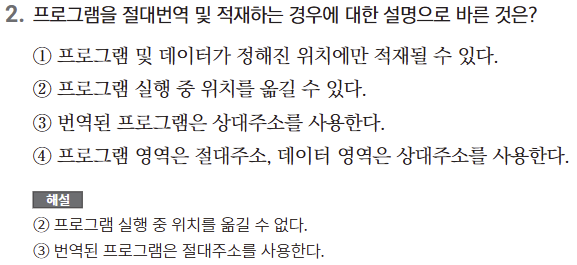 2. 프로그램을 절대번역 및 적재하는 경우에 대한 설명으로 바른 것은?
① 프로그램 및 데이터가 정해진 위치에만 적재될 수 있다.
② 프로그램 실행 중 위치를 옮길 수 있다.
③ 번역된 프로그램은 상대주소를 사용한다.
④ 프로그램 영역은 절대주소, 데이터 영역은 상대주소를 사용한다.
해설
② 프로그램 실행 중 위치를 옮길 수 없다.
③ 번역된 프로그램은 절대주소를 사용한다.